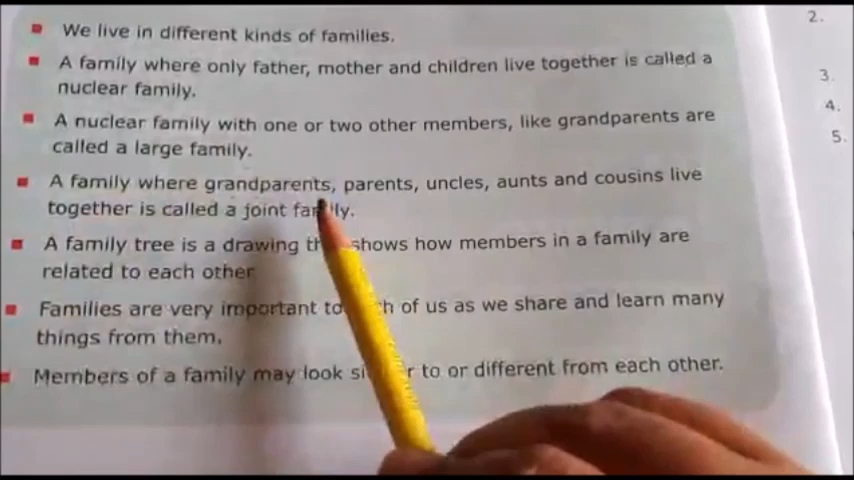 We live in different kinds of families.
A family where only father, mother and children live together is called a
nuclear family.
A nuclear family with one or two other members, like grandparents are
called a large family.
A family where grandparents, parents, uncles, aunts and cousins live
together is called a joint family.
A family tree is a drawing shows how members in a family are
related to each other
Families are very important of us as we share and learn many
things from them.
Members of a family may look to or different from each other.
2.
3.
4.
5.